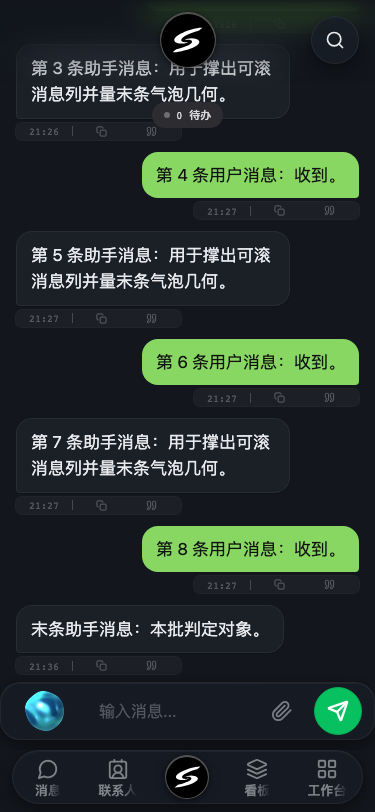 第 3 条助手消息：用于撑出可滚
消息列并量末条气泡几何。
0 待办
21:26
第 4 条用户消息：收到。
21:27
第 5 条助手消息：用于撑出可滚
消息列并量末条气泡几何。
21:27
第 6 条用户消息：收到。
21:27
第 7 条助手消息：用于撑出可滚
消息列并量末条气泡几何。
21:27
第 8 条用户消息：收到。
21:27
末条助手消息：本批判定对象。
21:36
输入消息...
消息 联系人 看板 工作台